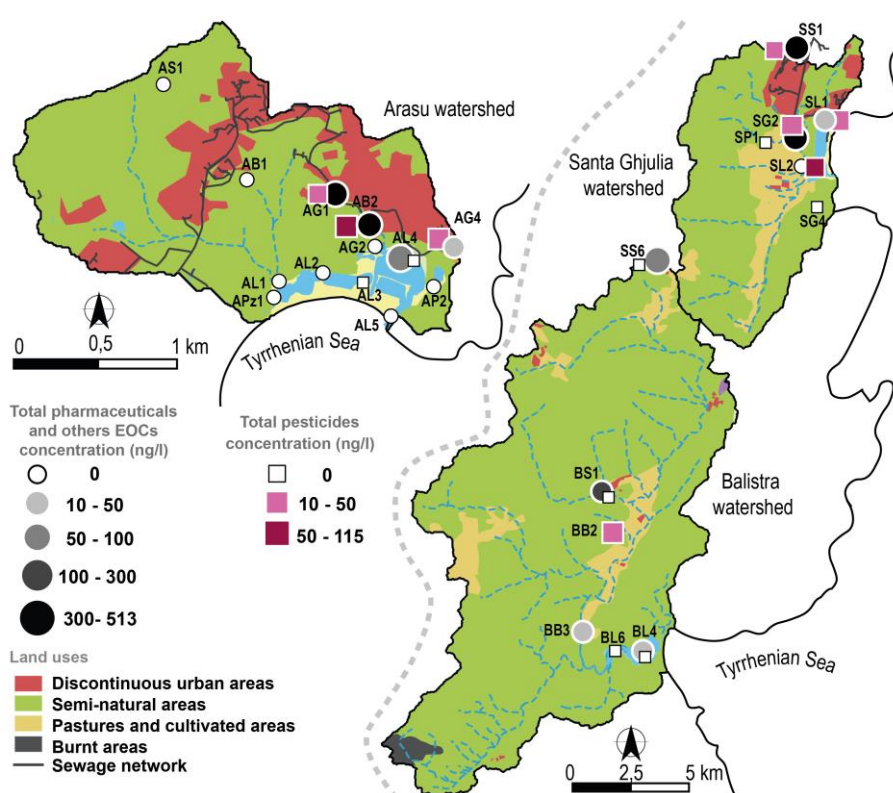 SS1
AS1
Arasu watershed
SL1
SG2
SP1
AB1
Santa Ghjulia
watershed
SL2
AG1
AB2
AG4
SG4
AG2
AL4
SS6
AL2
AL1
AL3
AP2
APz1
AL5
Tyrrhenian Sea
0 0,5 1 km
Total pharmaceuticals
and others EOCs
concentration (ng/l)
0
10 - 50
50 - 100
100 - 300
300- 513
Total pesticides
concentration (ng/l)
0
10 - 50
50 - 115
BS1
Balistra
watershed
BB2
BB3
BL6
BL4
Tyrrhenian Sea
Land uses
Discontinuous urban areas
Semi-natural areas
Pastures and cultivated areas
Burnt areas
Sewage network
0 2,5 5 km